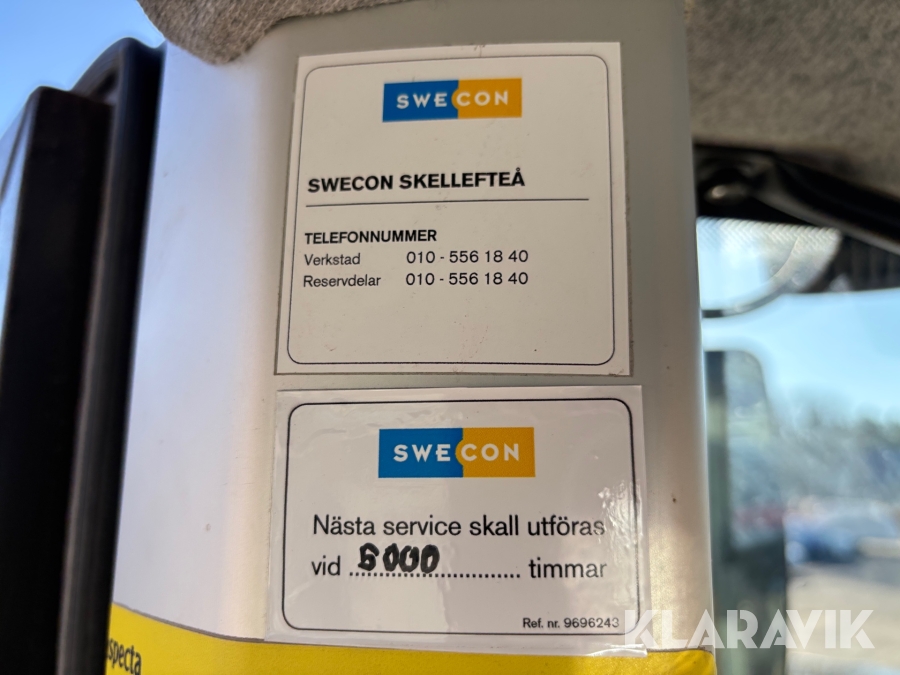 SWECON
SWECON SKELLEFTEÅ
TELEFONNUMMER
Verkstad 010 - 556 18 40
Reservdelar 010 - 556 18 40
SWECON
Nästa service skall utföras
vid 6000 timmar
Ref. nr. 9696243
specta
KLARAVIK